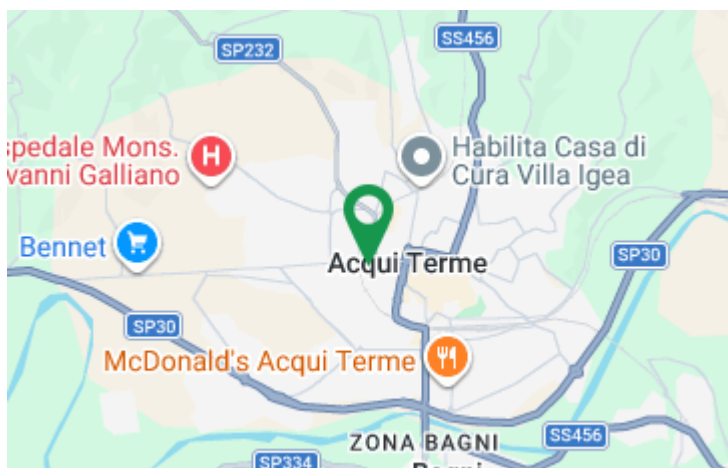 SS456
SP232
spedale Mons.
vanni Galliano
H
Habilita Casa di
Cura Villa Igea
Bennet
Acqui Terme
SP30
SP30
McDonald's Acqui Terme
ZONA BAGNI
SS456
SP334
Bagni